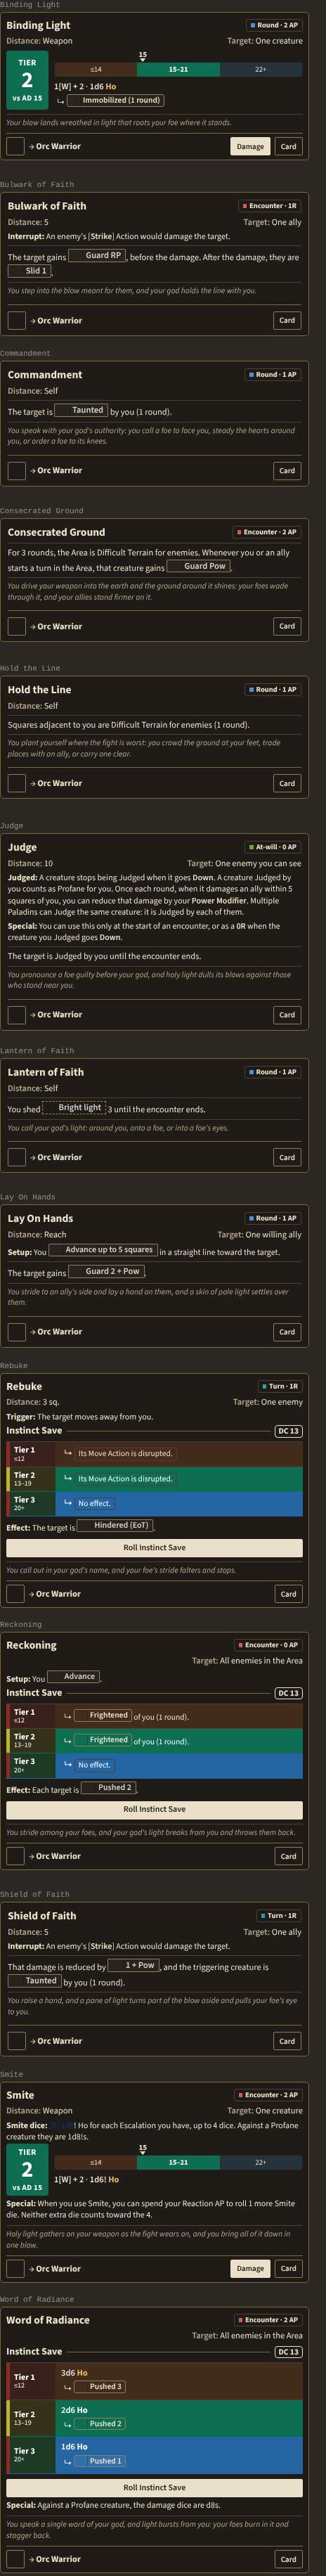 Binding Light
Binding Light
Round · 2 AP
Distance: Weapon
Target: One creature
TIER
2
vs AD 15
15
≤14
15–21
22+
1[W] + 2 · 1d6 Ho
Immobilized (1 round)
Your blow lands wreathed in light that roots your foe where it stands.
→ Orc Warrior
Damage
Card
Bulwark of Faith
Bulwark of Faith
Encounter · 1R
Distance: 5
Target: One ally
Interrupt: An enemy's [Strike] Action would damage the target.
The target gains Guard RP, before the damage. After the damage, they are
Slid 1.
You step into the blow meant for them, and your god holds the line with you.
→ Orc Warrior
Card
Commandment
Commandment
Round · 1 AP
Distance: Self
The target is Taunted by you (1 round).
You speak with your god's authority: you call a foe to face you, steady the hearts around
you, or order a foe to its knees.
→ Orc Warrior
Card
Consecrated Ground
Consecrated Ground
Encounter · 2 AP
For 3 rounds, the Area is Difficult Terrain for enemies. Whenever you or an ally
starts a turn in the Area, that creature gains Guard Pow.
You drive your weapon into the earth and the ground around it shines: your foes wade
through it, and your allies stand firmer on it.
→ Orc Warrior
Card
Hold the Line
Hold the Line
Round · 1 AP
Distance: Self
Squares adjacent to you are Difficult Terrain for enemies (1 round).
You plant yourself where the fight is worst: you crowd the ground at your feet, trade
places with an ally, or carry one clear.
→ Orc Warrior
Card
Judge
Judge
At-will · 0 AP
Distance: 10
Target: One enemy you can see
Judged: A creature stops being Judged when it goes Down. A creature Judged by
you counts as Profane for you. Once each round, when it damages an ally within 5
squares of you, you can reduce that damage by your Power Modifier. Multiple
Paladins can Judge the same creature: it is Judged by each of them.
Special: You can use this only at the start of an encounter, or as a 0R when the
creature you Judged goes Down.
The target is Judged by you until the encounter ends.
You pronounce a foe guilty before your god, and holy light dulls its blows against those
who stand near you.
→ Orc Warrior
Card
Lantern of Faith
Lantern of Faith
Round · 1 AP
Distance: Self
You shed Bright light 3 until the encounter ends.
You call your god's light: around you, onto a foe, or into a foe's eyes.
→ Orc Warrior
Card
Lay On Hands
Lay On Hands
Round · 1 AP
Distance: Reach
Target: One willing ally
Setup: You Advance up to 5 squares in a straight line toward the target.
The target gains Guard 2 + Pow.
You stride to an ally's side and lay a hand on them, and a skin of pale light settles over
them.
→ Orc Warrior
Card
Rebuke
Rebuke
Turn · 1R
Distance: 3 sq.
Target: One enemy
Trigger: The target moves away from you.
Instinct Save
DC 13
Tier 1
≤12
Its Move Action is disrupted.
Tier 2
13–19
Its Move Action is disrupted.
Tier 3
20+
No effect.
Effect: The target is Hindered (EoT).
Roll Instinct Save
You call out in your god's name, and your foe's stride falters and stops.
→ Orc Warrior
Card
Reckoning
Reckoning
Encounter · 0 AP
Target: All enemies in the Area
Setup: You Advance.
Instinct Save
DC 13
Tier 1
≤12
Frightened of you (1 round).
Tier 2
13–19
Frightened of you (1 round).
Tier 3
20+
No effect.
Effect: Each target is Pushed 2.
Roll Instinct Save
You stride among your foes, and your god's light breaks from you and throws them back.
→ Orc Warrior
Card
Shield of Faith
Shield of Faith
Turn · 1R
Distance: 5
Target: One ally
Interrupt: An enemy's [Strike] Action would damage the target.
That damage is reduced by 1 + Pow, and the triggering creature is
Taunted by you (1 round).
You raise a hand, and a pane of light turns part of the blow aside and pulls your foe's eye
to you.
→ Orc Warrior
Card
Smite
Smite
Encounter · 2 AP
Distance: Weapon
Target: One creature
Smite dice: ! Ho for each Escalation you have, up to 4 dice. Against a Profane
creature they are 1d8!s.
TIER
2
vs AD 15
15
≤14
15–21
22+
1[W] + 2 · 1d6! Ho
Special: When you use Smite, you can spend your Reaction AP to roll 1 more Smite
die. Neither extra die counts toward the 4.
Holy light gathers on your weapon as the fight wears on, and you bring all of it down in
one blow.
→ Orc Warrior
Damage
Card
Word of Radiance
Word of Radiance
Encounter · 2 AP
Target: All enemies in the Area
Instinct Save
DC 13
Tier 1
≤12
3d6 Ho
Pushed 3
Tier 2
13–19
2d6 Ho
Pushed 2
Tier 3
20+
1d6 Ho
Pushed 1
Roll Instinct Save
Special: Against a Profane creature, the damage dice are d8s.
You speak a single word of your god, and light bursts from you: your foes burn in it and
stagger back.
→ Orc Warrior
Card